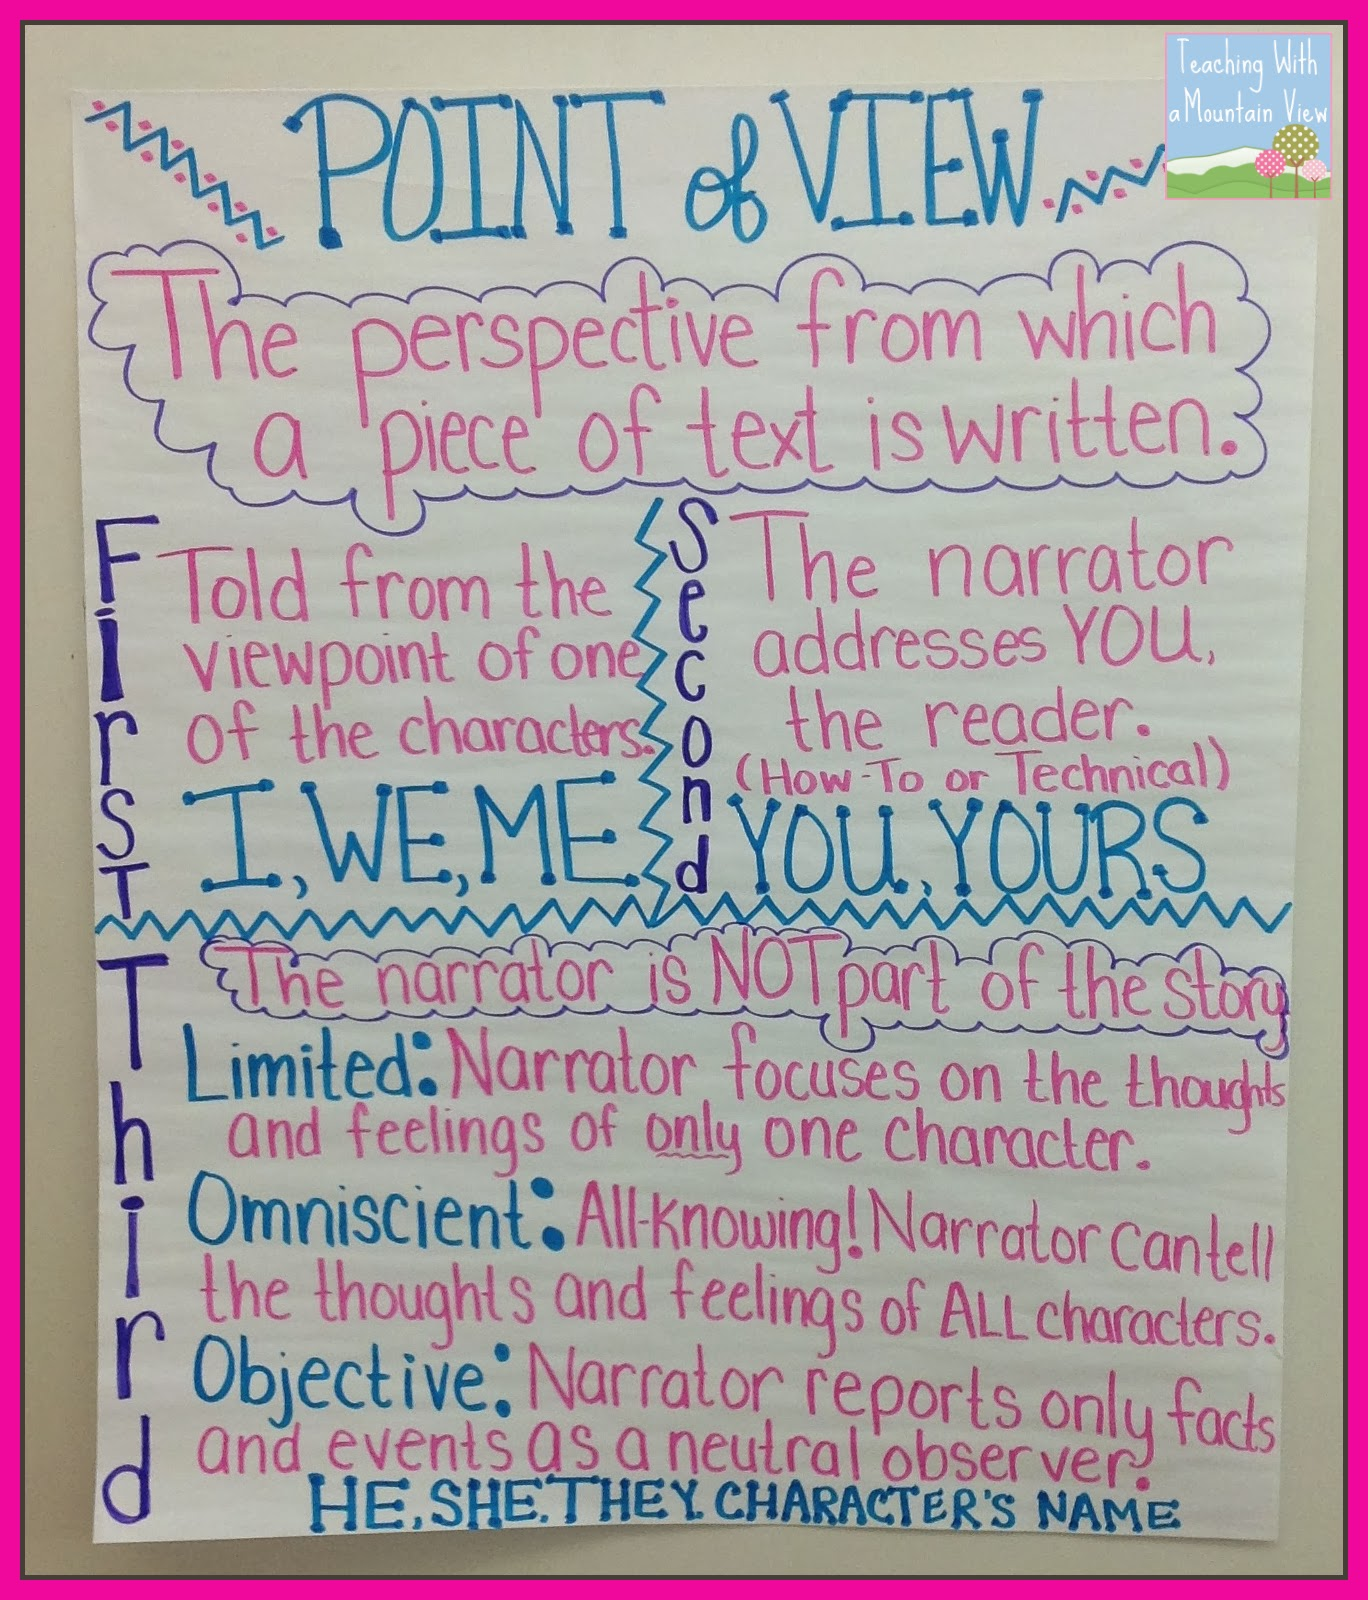 Teaching With
a Mountain View
POINT of VIEW
The perspective from which
a piece of text is written.
First
Told from the
viewpoint of one
of the characters.
I, WE, ME
Second
The narrator
addresses YOU,
the reader.
(How-To or Technical)
YOU, YOURS
Third
The narrator is NOT part of the story
Limited: Narrator focuses on the thoughts
and feelings of only one character.
Omniscient: All-Knowing! Narrator can tell
the thoughts and feelings of ALL characters.
Objective: Narrator reports only facts
and events as a neutral observer.
HE, SHE, THEY, CHARACTER'S NAME